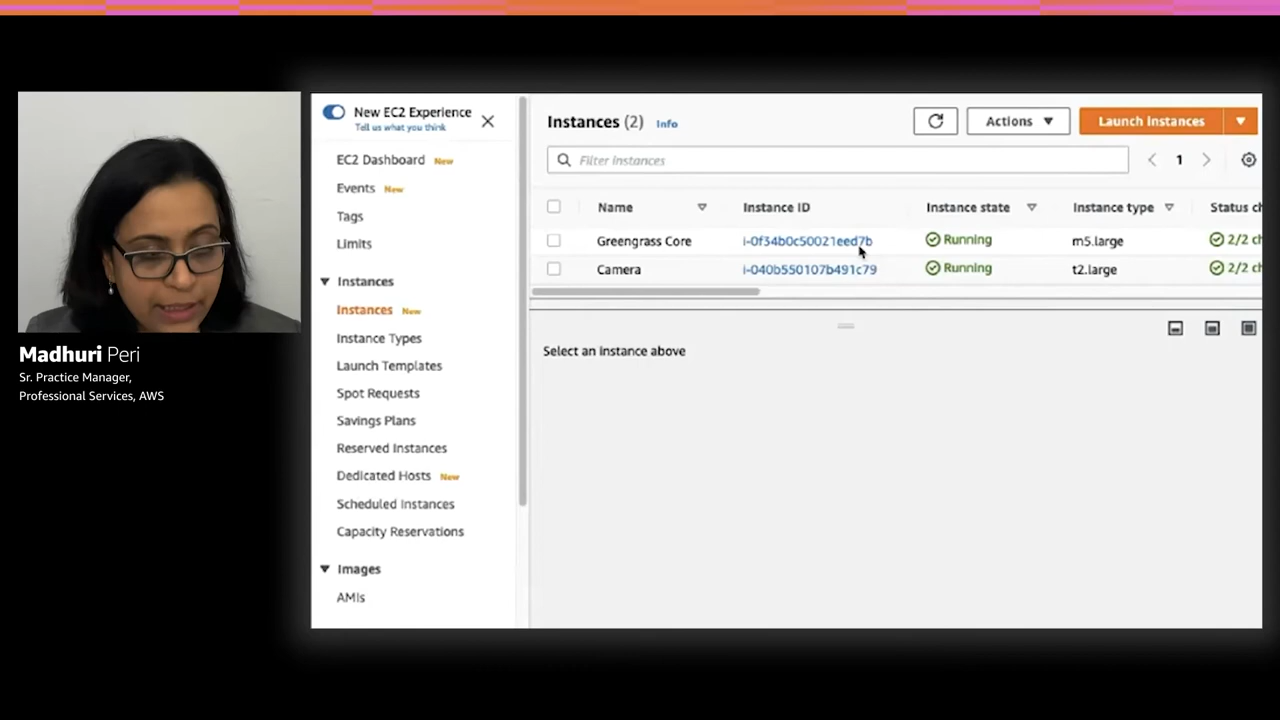 Madhuri Peri
Sr. Practice Manager,
Professional Services, AWS
New EC2 Experience
Tell us what you think
EC2 Dashboard New
Events New
Tags
Limits
Instances
Instances New
Instance Types
Launch Templates
Spot Requests
Savings Plans
Reserved Instances
Dedicated Hosts New
Scheduled Instances
Capacity Reservations
Images
AMIs
Instances (2) Info
Actions
Launch Instances
Filter instances
1
Name Instance ID Instance state Instance type Status ch
Greengrass Core i-0f34b0c50021eed7b Running m5.large 2/2 ch
Camera i-040b550107b491c79 Running t2.large 2/2 ch
Select an instance above